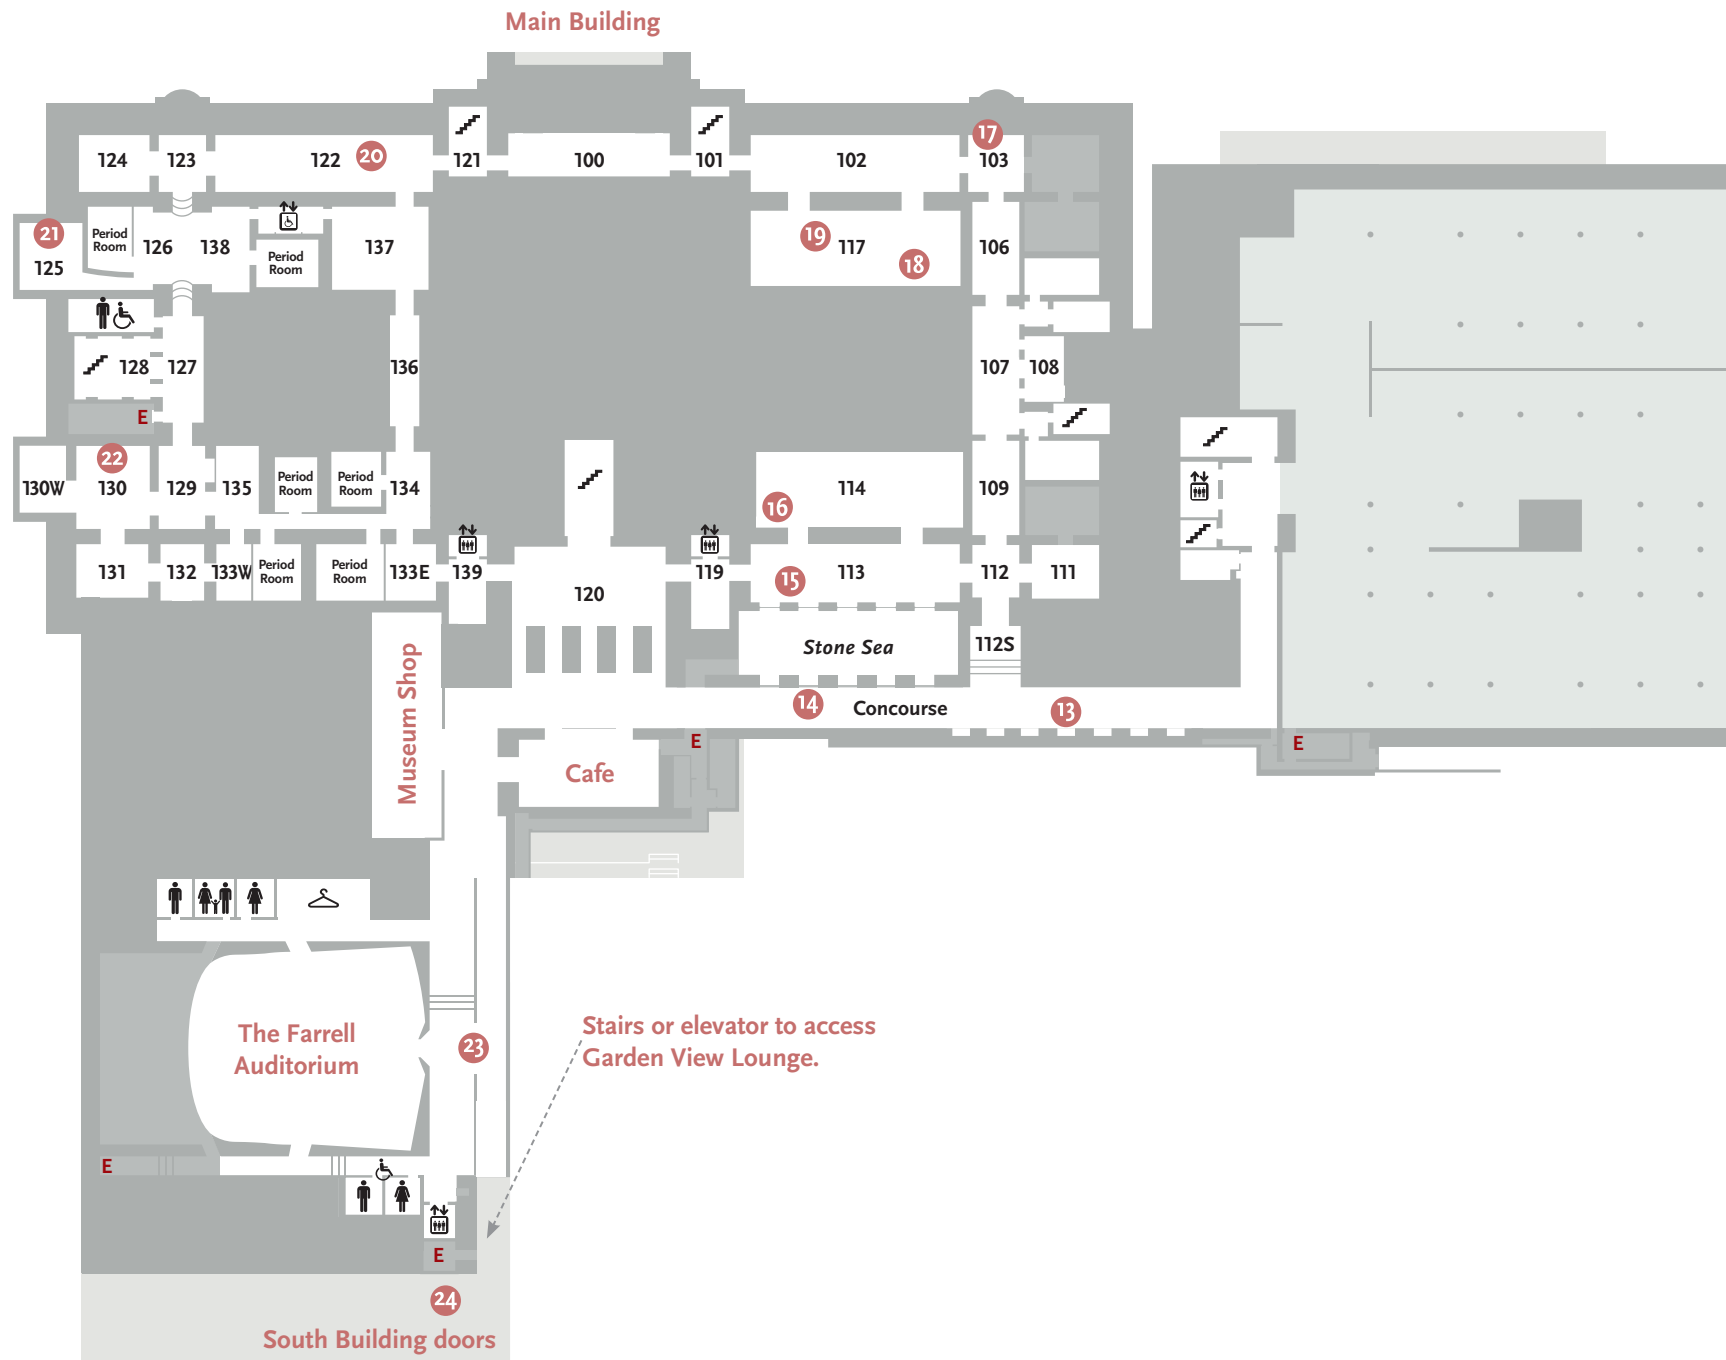 Main Building
17
124
123
122
20
121
100
101
102
103
21
125
Period
Room
126
138
Period
Room
137
19
117
18
106
128
127
136
107
108
E
22
130W
130
129
135
Period
Room
Period
Room
134
16
114
109
131
132
133W
Period
Room
Period
Room
133E
139
120
119
15
113
112
111
Stone Sea
112S
Museum Shop
14
Concourse
13
E
E
Cafe
The Farrell
Auditorium
23
Stairs or elevator to access
Garden View Lounge.
E
E
24
South Building doors